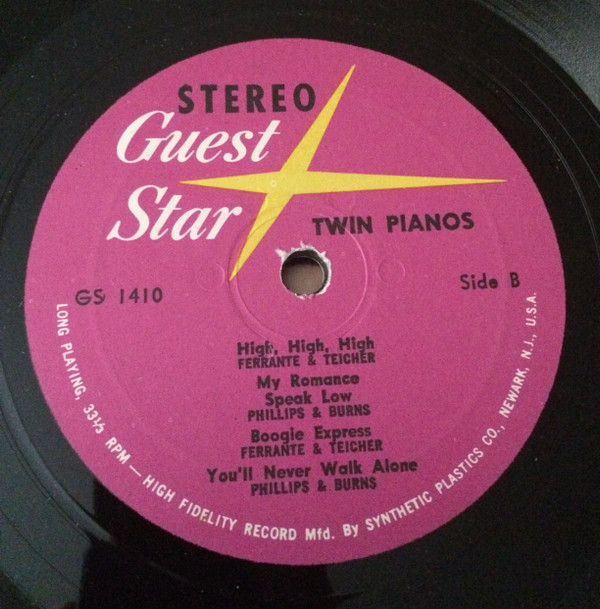 STEREO
Guest
Star
TWIN PIANOS
GS 1410
Side B
High, High, High
FERRANTE & TEICHER
My Romance
Speak Low
PHILLIPS & BURNS
Boogie Express
FERRANTE & TEICHER
You'll Never Walk Alone
PHILLIPS & BURNS
LONG PLAYING, 33⅓ RPM — HIGH FIDELITY RECORD Mfd. By SYNTHETIC PLASTICS CO., NEWARK, N.J., U.S.A.